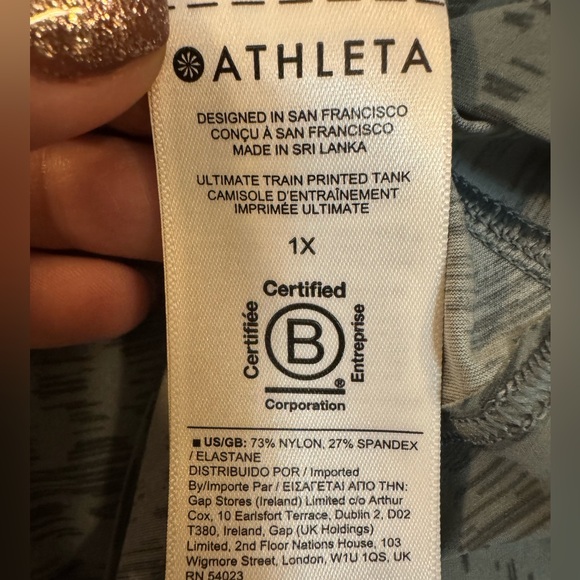 ATHLETA
DESIGNED IN SAN FRANCISCO
CONÇU À SAN FRANCISCO
MADE IN SRI LANKA
ULTIMATE TRAIN PRINTED TANK
CAMISOLE D'ENTRAÎNEMENT
IMPRIMÉE ULTIMATE
1X
Certified
Certifiée
B
Entreprise
®
Corporation
■ US/GB: 73% NYLON, 27% SPANDEX
/ ELASTANE
DISTRIBUIDO POR / Imported
By/Importe Par / ΕΙΣΑΓΕΤΑΙ ΑΠΟ ΤΗΝ:
Gap Stores (Ireland) Limited c/o Arthur
Cox, 10 Earlsfort Terrace, Dublin 2, D02
T380, Ireland, Gap (UK Holdings)
Limited, 2nd Floor Nations House, 103
Wigmore Street, London, W1U 1QS, UK
RN 54023